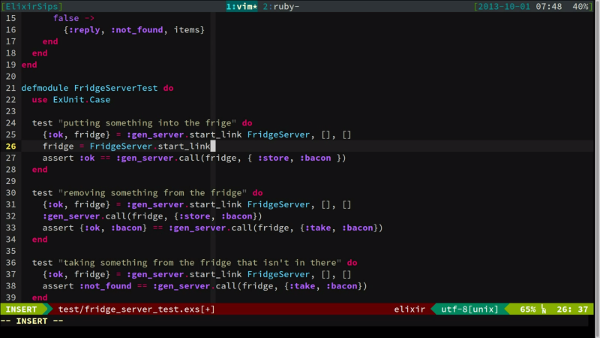 [ElixirSips] 1:vim* 2:ruby- [2013-10-01 07:48 40%]
15 false ->
16 {:reply, :not_found, items}
17 end
18 end
19 end
20
21 defmodule FridgeServerTest do
22 use ExUnit.Case
23
24 test "putting something into the frige" do
25 {:ok, fridge} = :gen_server.start_link FridgeServer, [], []
26 fridge = FridgeServer.start_link
27 assert :ok == :gen_server.call(fridge, { :store, :bacon })
28 end
29
30 test "removing something from the fridge" do
31 {:ok, fridge} = :gen_server.start_link FridgeServer, [], []
32 :gen_server.call(fridge, {:store, :bacon})
33 assert {:ok, :bacon} == :gen_server.call(fridge, {:take, :bacon})
34 end
35
36 test "taking something from the fridge that isn't in there" do
37 {:ok, fridge} = :gen_server.start_link FridgeServer, [], []
38 assert :not_found == :gen_server.call(fridge, {:take, :bacon})
39 end
INSERT test/fridge_server_test.exs[+] elixir utf-8[unix] 65% 26: 37
-- INSERT --